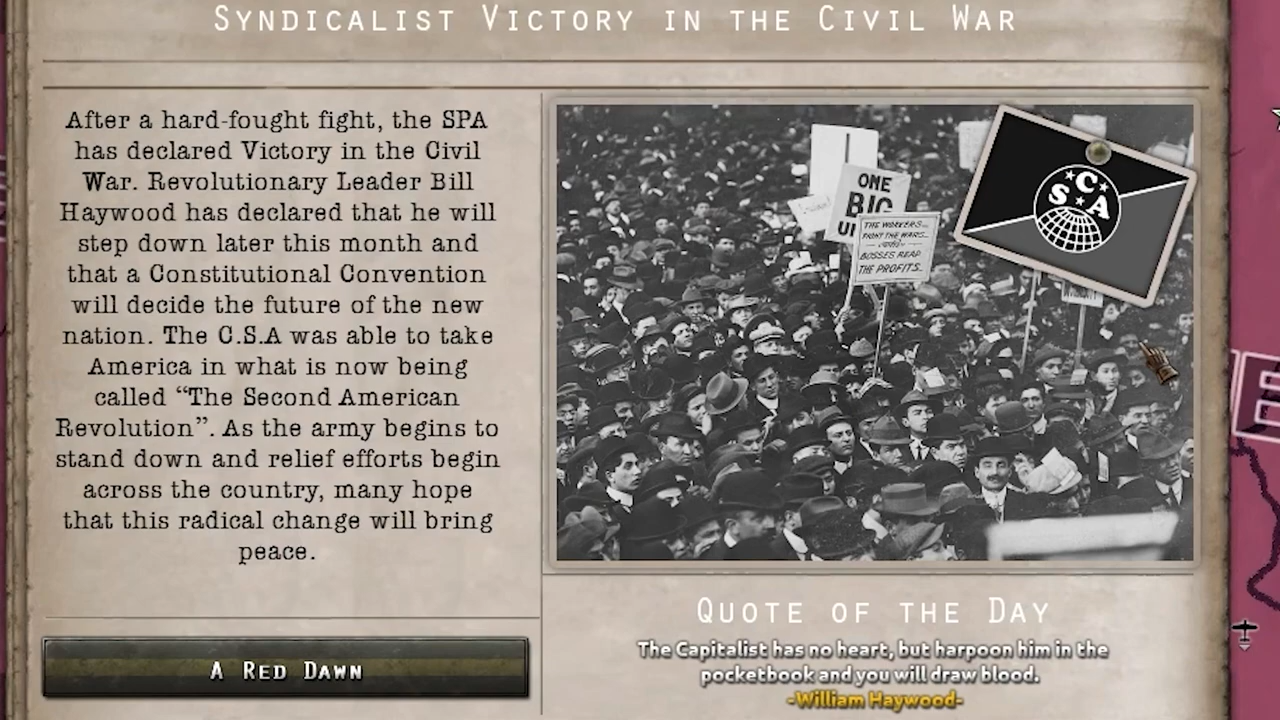 Syndicalist Victory in the Civil War
After a hard-fought fight, the SPA
has declared Victory in the Civil
War. Revolutionary Leader Bill
Haywood has declared that he will
step down later this month and
that a Constitutional Convention
will decide the future of the new
nation. The C.S.A was able to take
America in what is now being
called “The Second American
Revolution”. As the army begins to
stand down and relief efforts begin
across the country, many hope
that this radical change will bring
peace.
A Red Dawn
ONE
BIG
THE WORKERS
FIGHT THE WARS
BOSSES REAP
THE PROFITS
CSA
E
Quote of the Day
The Capitalist has no heart, but harpoon him in the
pocketbook and you will draw blood.
-William Haywood-